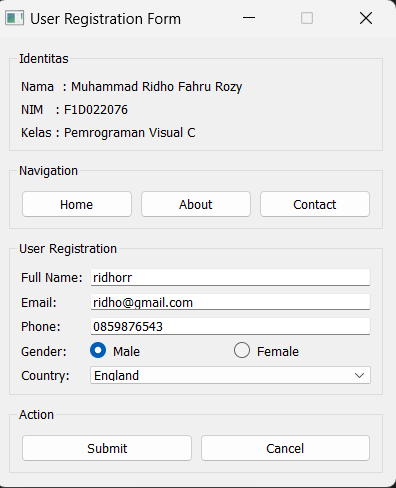 User Registration Form
Identitas
Nama : Muhammad Ridho Fahru Rozy
NIM : F1D022076
Kelas : Pemrograman Visual C
Navigation
Home About Contact
User Registration
Full Name: ridhorr
Email: ridho@gmail.com
Phone: 0859876543
Gender: Male Female
Country: England
Action
Submit Cancel